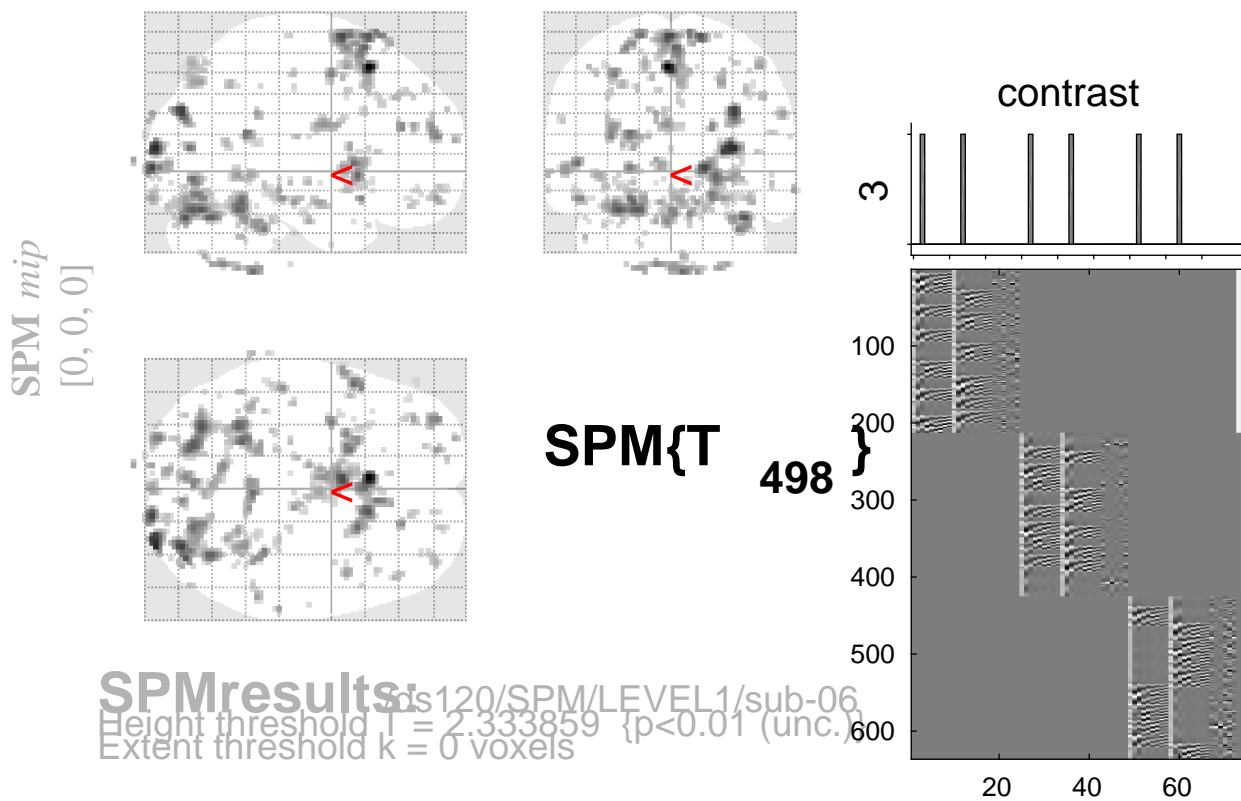 SPM mip
[0, 0, 0]
contrast
3
SPM{T 498 }
100
200
300
400
500
600
20 40 60
SPMresults: /ds120/SPM/LEVEL1/sub-06
Height threshold T = 2.333859 {p<0.01 (unc.)}
Extent threshold k = 0 voxels